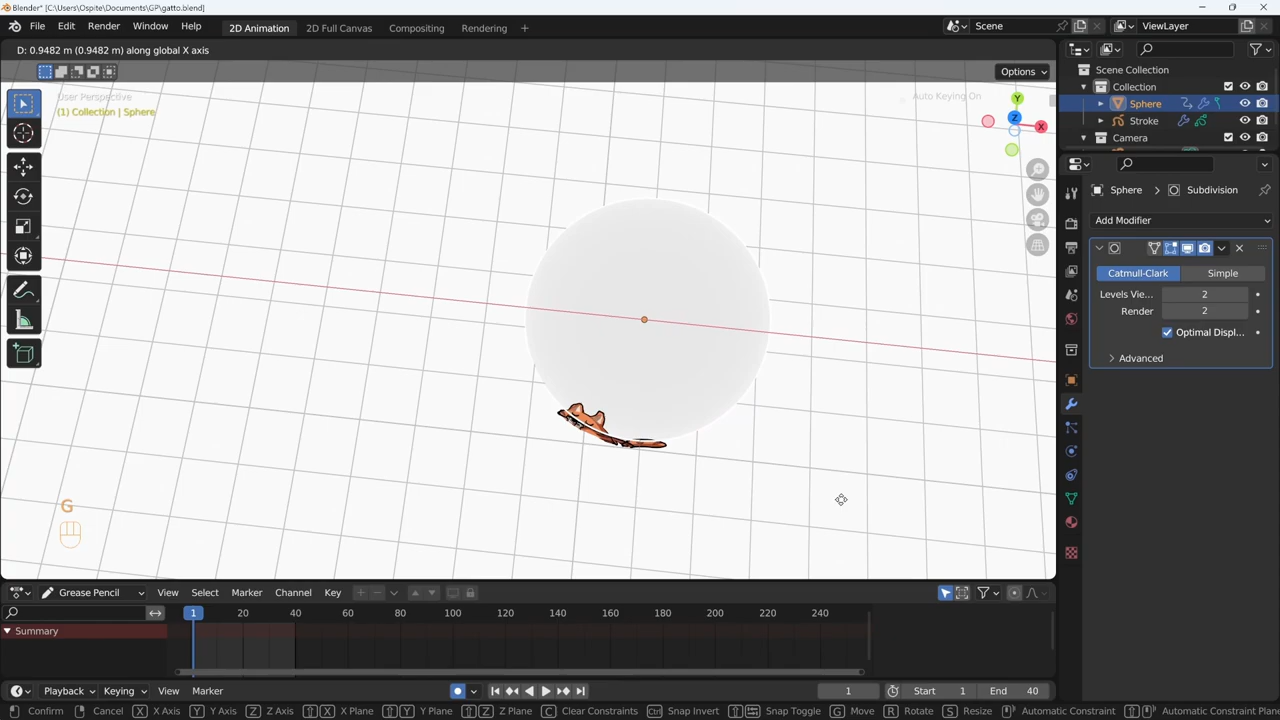 Blender* [C:\Users\Ospite\Documents\GP\gatto.blend]
File Edit Render Window Help 2D Animation 2D Full Canvas Compositing Rendering + Scene ViewLayer
D: 0.9482 m (0.9482 m) along global X axis
Options
User Perspective Auto Keying On
(1) Collection | Sphere
Y
Z
X
G
Scene Collection
Collection
Sphere
Stroke
Camera
Sphere > Subdivision
Add Modifier
Catmull-Clark Simple
Levels Vie... 2
Render 2
Optimal Displ...
Advanced
Grease Pencil View Select Marker Channel Key
1 20 40 60 80 100 120 140 160 180 200 220 240
Summary
Playback Keying View Marker 1 Start 1 End 40
Confirm Cancel X X Axis Y Y Axis Z Z Axis X X Plane Y Y Plane Z Z Plane C Clear Constraints Ctrl Snap Invert Snap Toggle G Move R Rotate S Resize Automatic Constraint Automatic Constraint Plane